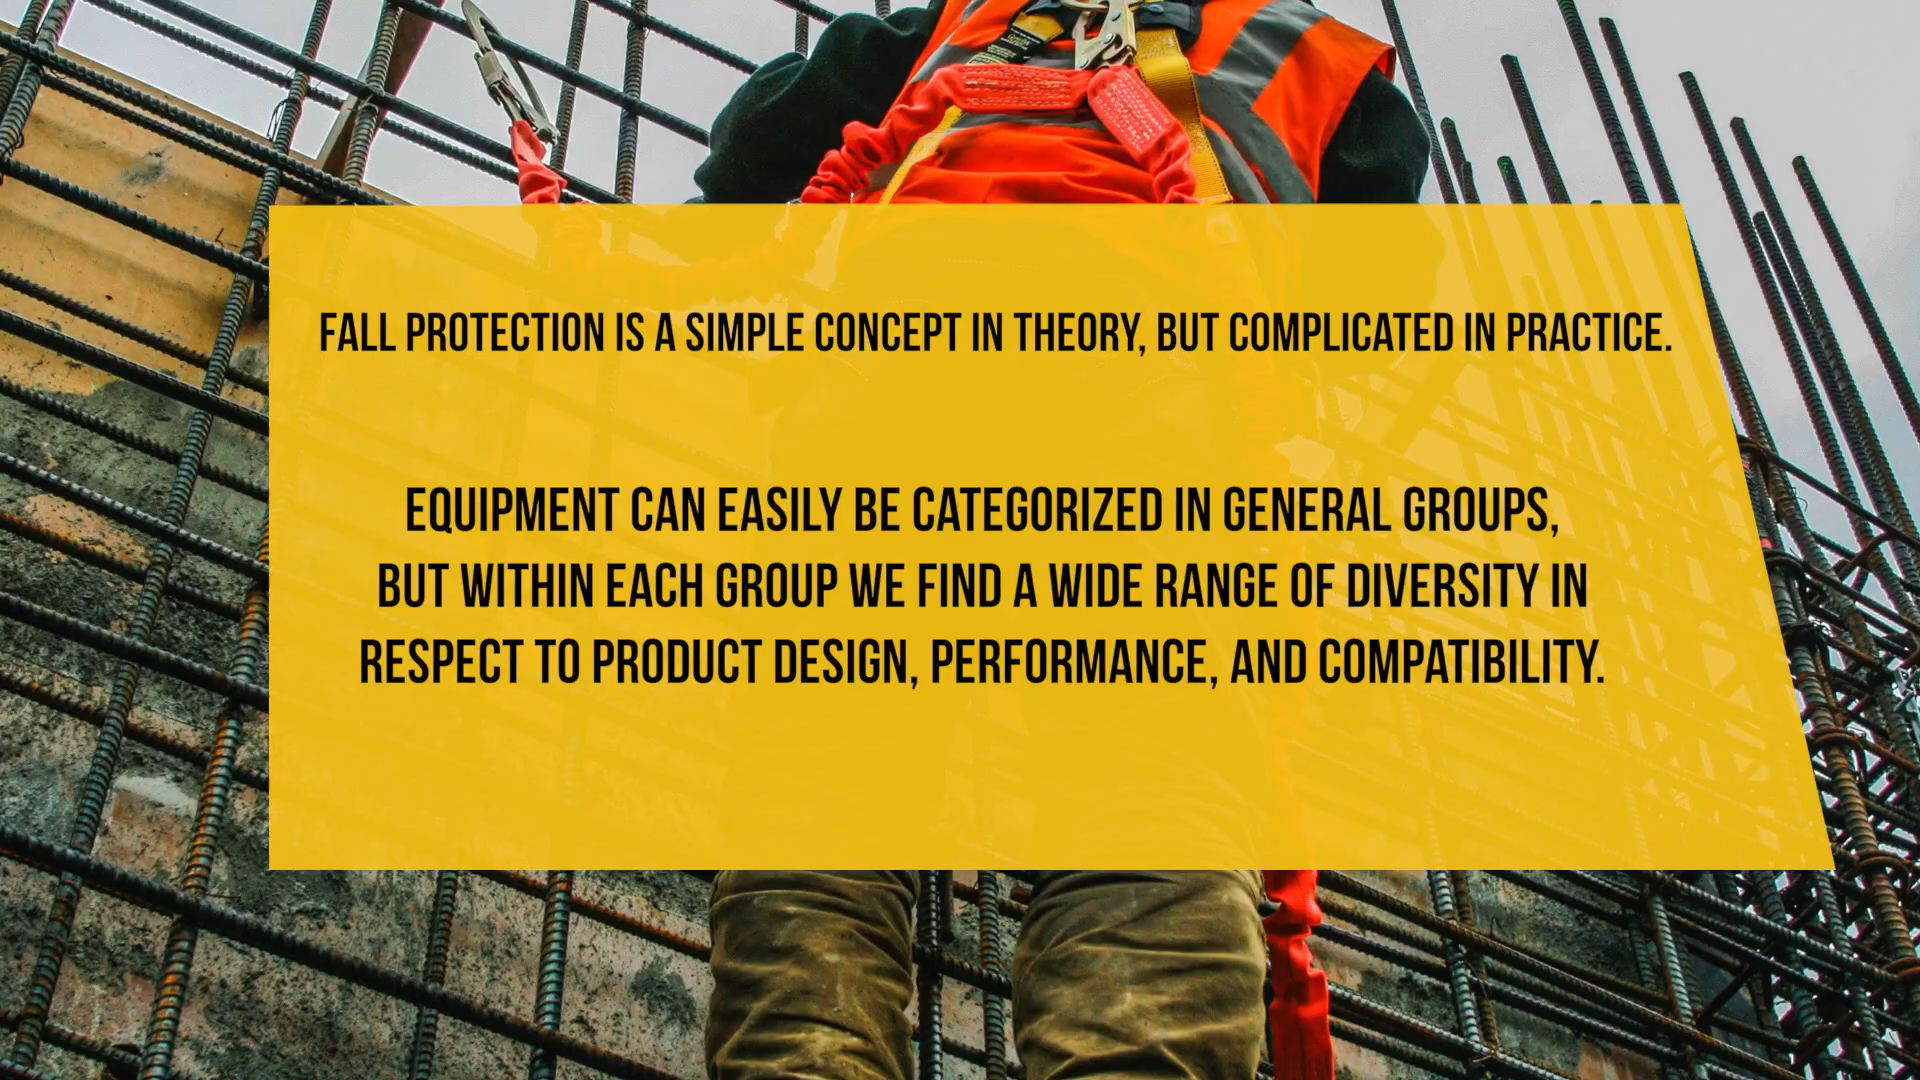 FALL PROTECTION IS A SIMPLE CONCEPT IN THEORY, BUT COMPLICATED IN PRACTICE.
EQUIPMENT CAN EASILY BE CATEGORIZED IN GENERAL GROUPS,
BUT WITHIN EACH GROUP WE FIND A WIDE RANGE OF DIVERSITY IN
RESPECT TO PRODUCT DESIGN, PERFORMANCE, AND COMPATIBILITY.